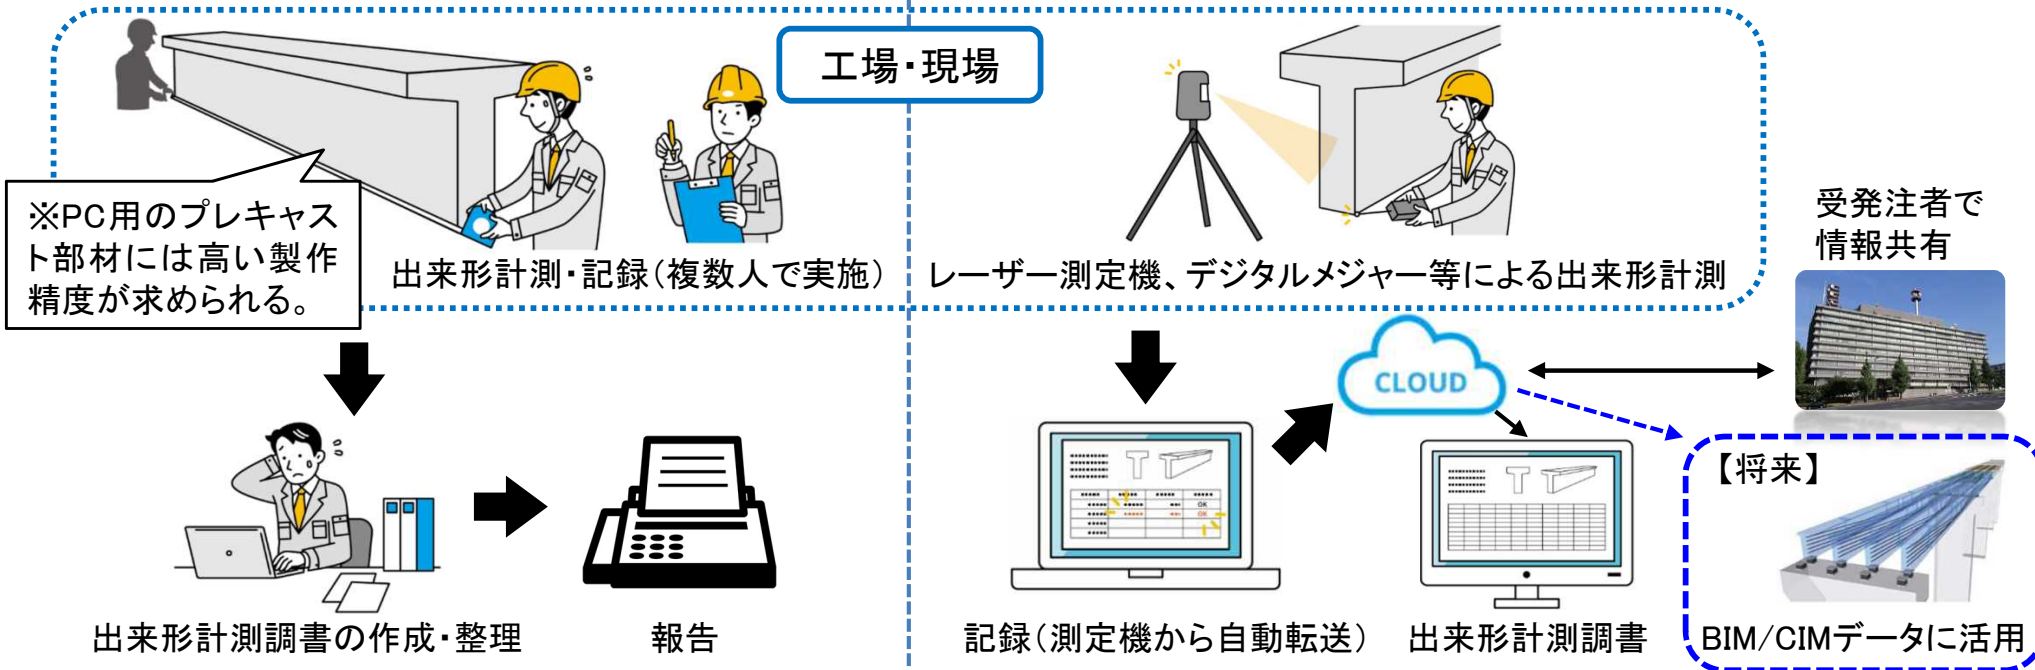 工場・現場
※PC用のプレキャス
ト部材には高い製作
精度が求められる。
出来形計測・記録（複数人で実施）
レーザー測定機、デジタルメジャー等による出来形計測
受発注者で
情報共有
CLOUD
OK
OK
【将来】
出来形計測調書の作成・整理
報告
記録（測定機から自動転送）
出来形計測調書
BIM/CIMデータに活用